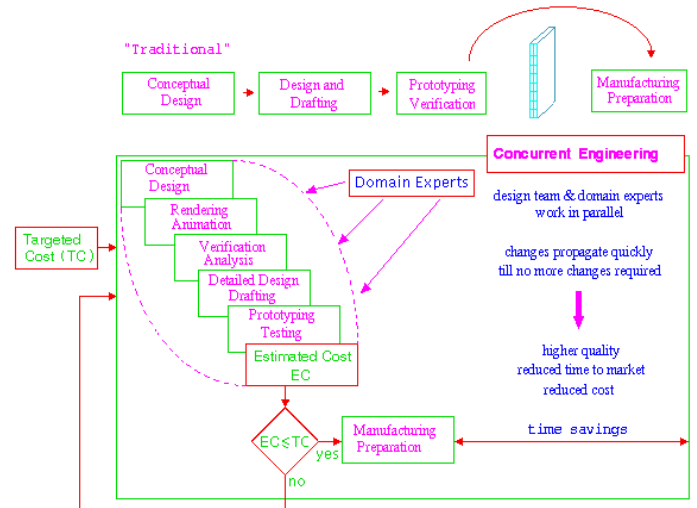 "Traditional"
Conceptual
Design
Design and
Drafting
Prototyping
Verification
Manufacturing
Preparation
Concurrent Engineering
Conceptual
Design
Rendering
Animation
Verification
Analysis
Detailed Design
Drafting
Prototyping
Testing
Estimated Cost
EC
Domain Experts
Targeted
Cost (TC)
design team & domain experts
work in parallel
changes propagate quickly
till no more changes required
higher quality
reduced time to market
reduced cost
EC≤TC
yes
no
Manufacturing
Preparation
time savings